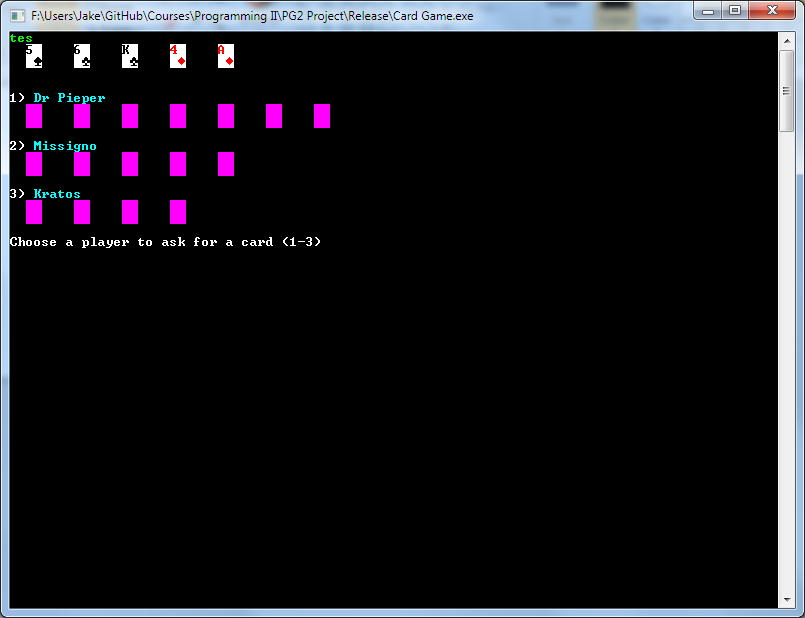 F:\Users\Jake\GitHub\Courses\Programming II\PG2 Project\Release\Card Game.exe
tes
5 6 K 4 A
♠ ♣ ♣ ♦ ♦
1) Dr Pieper
2) Missigno
3) Kratos
Choose a player to ask for a card (1-3)